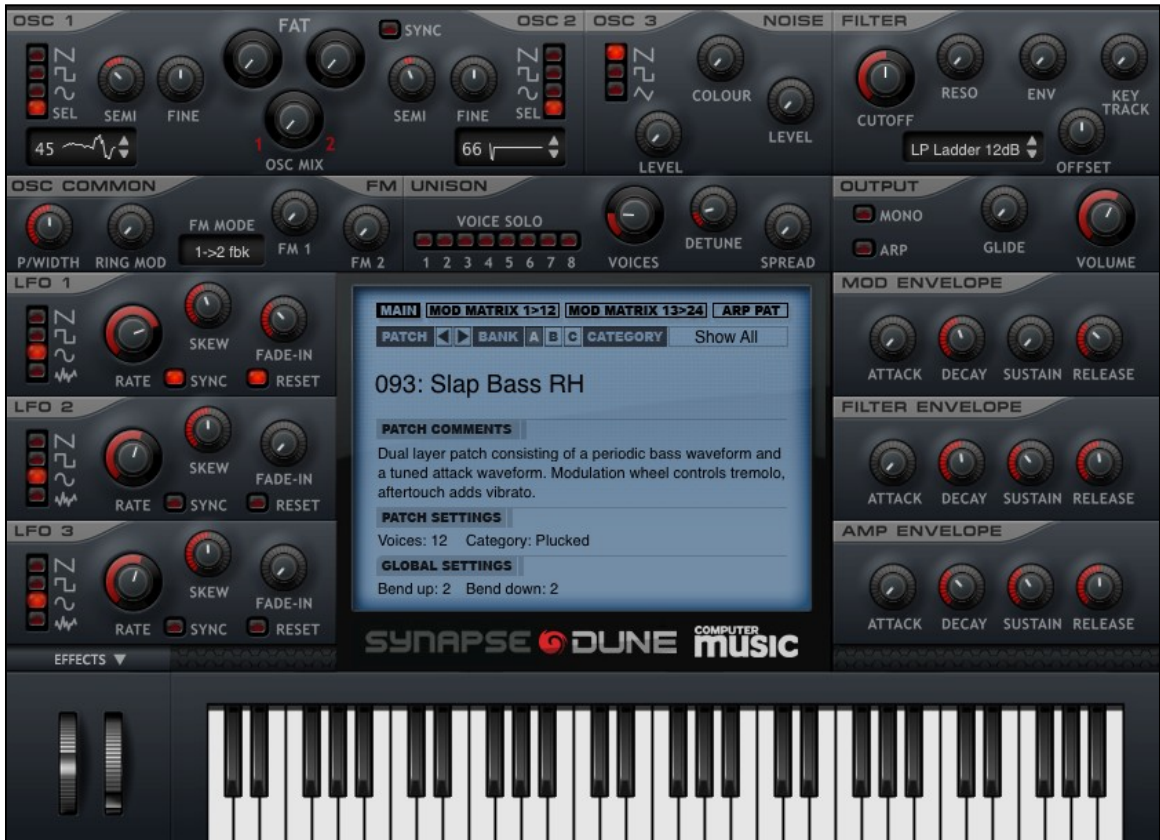 OSC 1
FAT
SYNC
OSC 2
OSC 3
NOISE
FILTER
SEL
SEMI
FINE
SEMI
FINE
SEL
COLOUR
LEVEL
CUTOFF
RESO
ENV
KEY
TRACK
45
1
2
OSC MIX
66
LEVEL
LP Ladder 12dB
OFFSET
OSC COMMON
FM
UNISON
OUTPUT
P/WIDTH
RING MOD
FM MODE
1->2 fbk
FM 1
FM 2
VOICE SOLO
1 2 3 4 5 6 7 8
VOICES
DETUNE
SPREAD
MONO
ARP
GLIDE
VOLUME
LFO 1
RATE
SKEW
SYNC
FADE-IN
RESET
LFO 2
RATE
SKEW
SYNC
FADE-IN
RESET
LFO 3
RATE
SKEW
SYNC
FADE-IN
RESET
MAIN MOD MATRIX 1>12 MOD MATRIX 13>24 ARP PAT
PATCH BANK A B C CATEGORY Show All
093: Slap Bass RH
PATCH COMMENTS
Dual layer patch consisting of a periodic bass waveform and
a tuned attack waveform. Modulation wheel controls tremolo,
aftertouch adds vibrato.
PATCH SETTINGS
Voices: 12 Category: Plucked
GLOBAL SETTINGS
Bend up: 2 Bend down: 2
SYNAPSE DUNE
COMPUTER
music
MOD ENVELOPE
ATTACK DECAY SUSTAIN RELEASE
FILTER ENVELOPE
ATTACK DECAY SUSTAIN RELEASE
AMP ENVELOPE
ATTACK DECAY SUSTAIN RELEASE
EFFECTS ▼